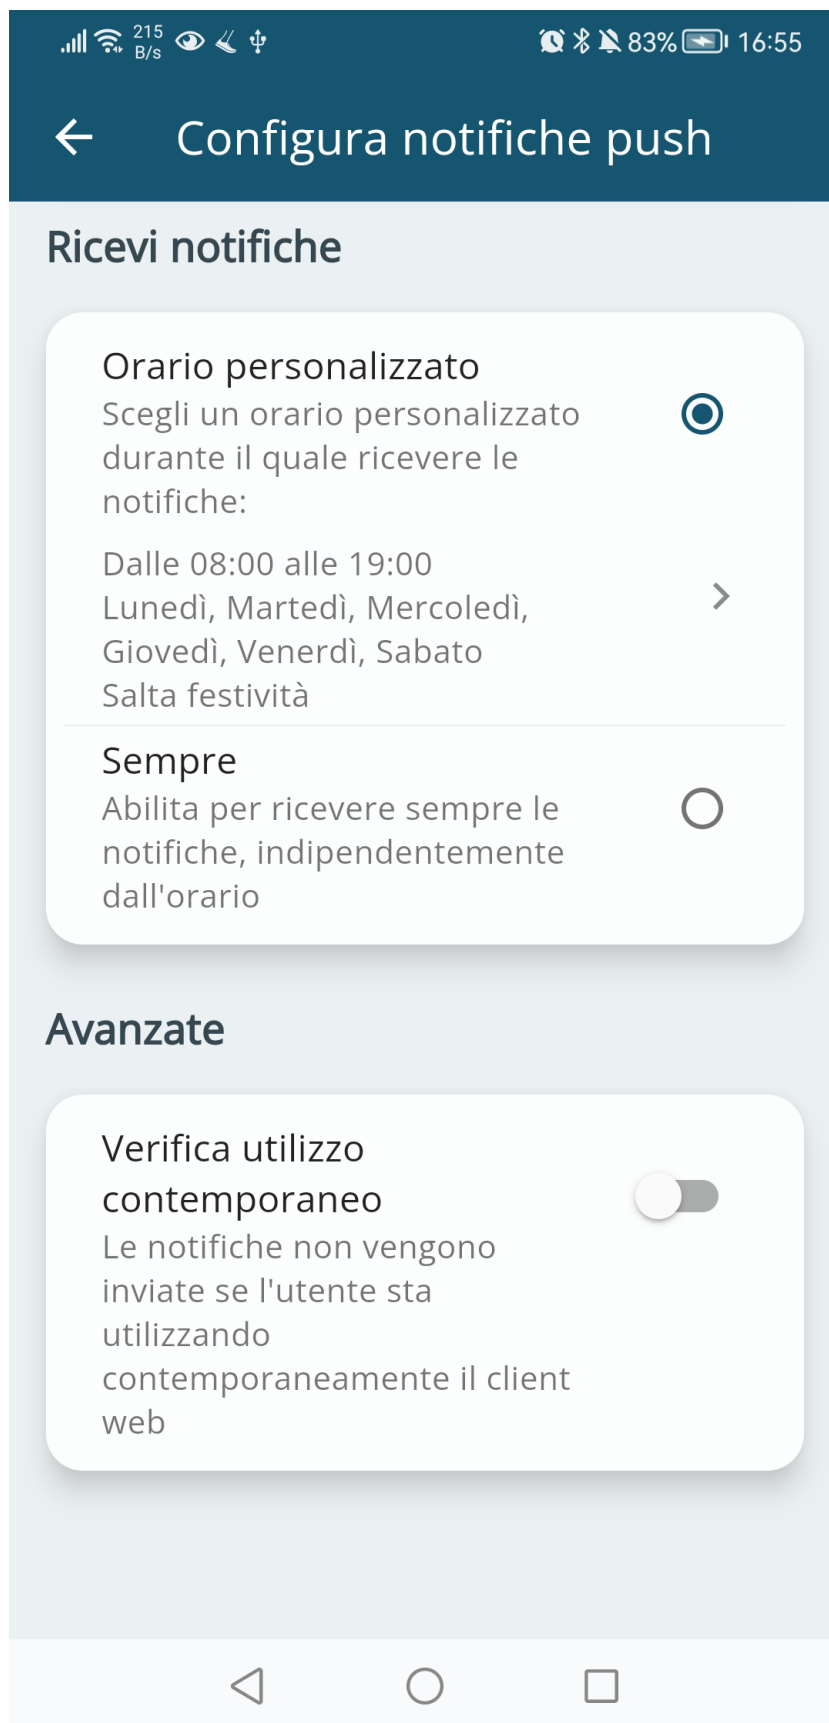 215
B/s
83%
16:55
Configura notifiche push
Ricevi notifiche
Orario personalizzato
Scegli un orario personalizzato
durante il quale ricevere le
notifiche:
Dalle 08:00 alle 19:00
Lunedì, Martedì, Mercoledì,
Giovedì, Venerdì, Sabato
Salta festività
Sempre
Abilita per ricevere sempre le
notifiche, indipendentemente
dall'orario
Avanzate
Verifica utilizzo
contemporaneo
Le notifiche non vengono
inviate se l'utente sta
utilizzando
contemporaneamente il client
web